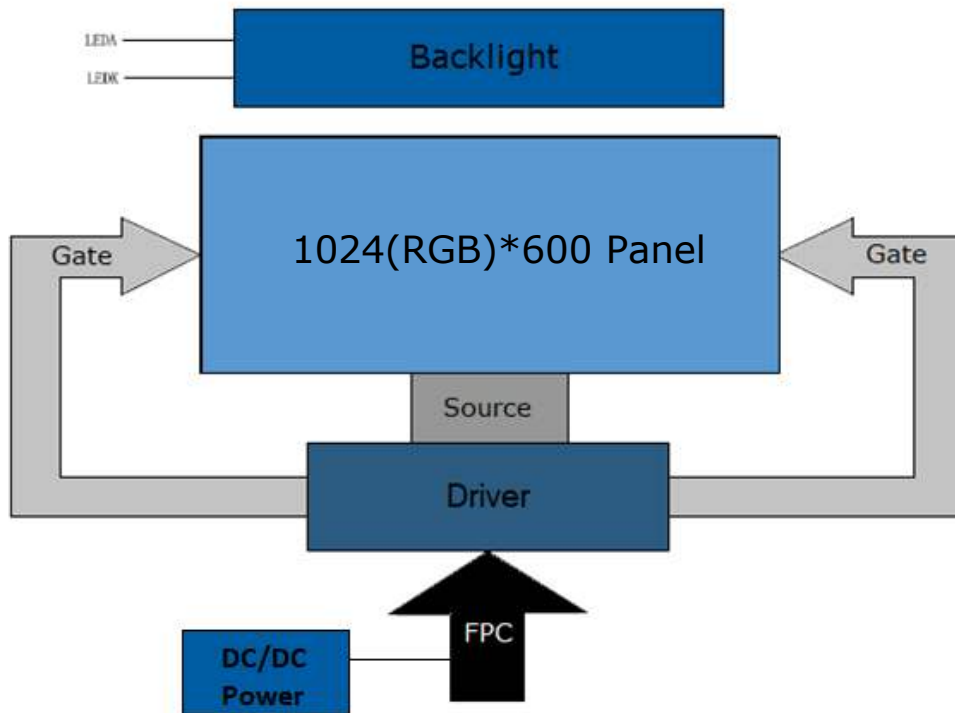 LEDA
LEDK
Backlight
1024(RGB)*600 Panel
Gate
Gate
Source
Driver
FPC
DC/DC
Power